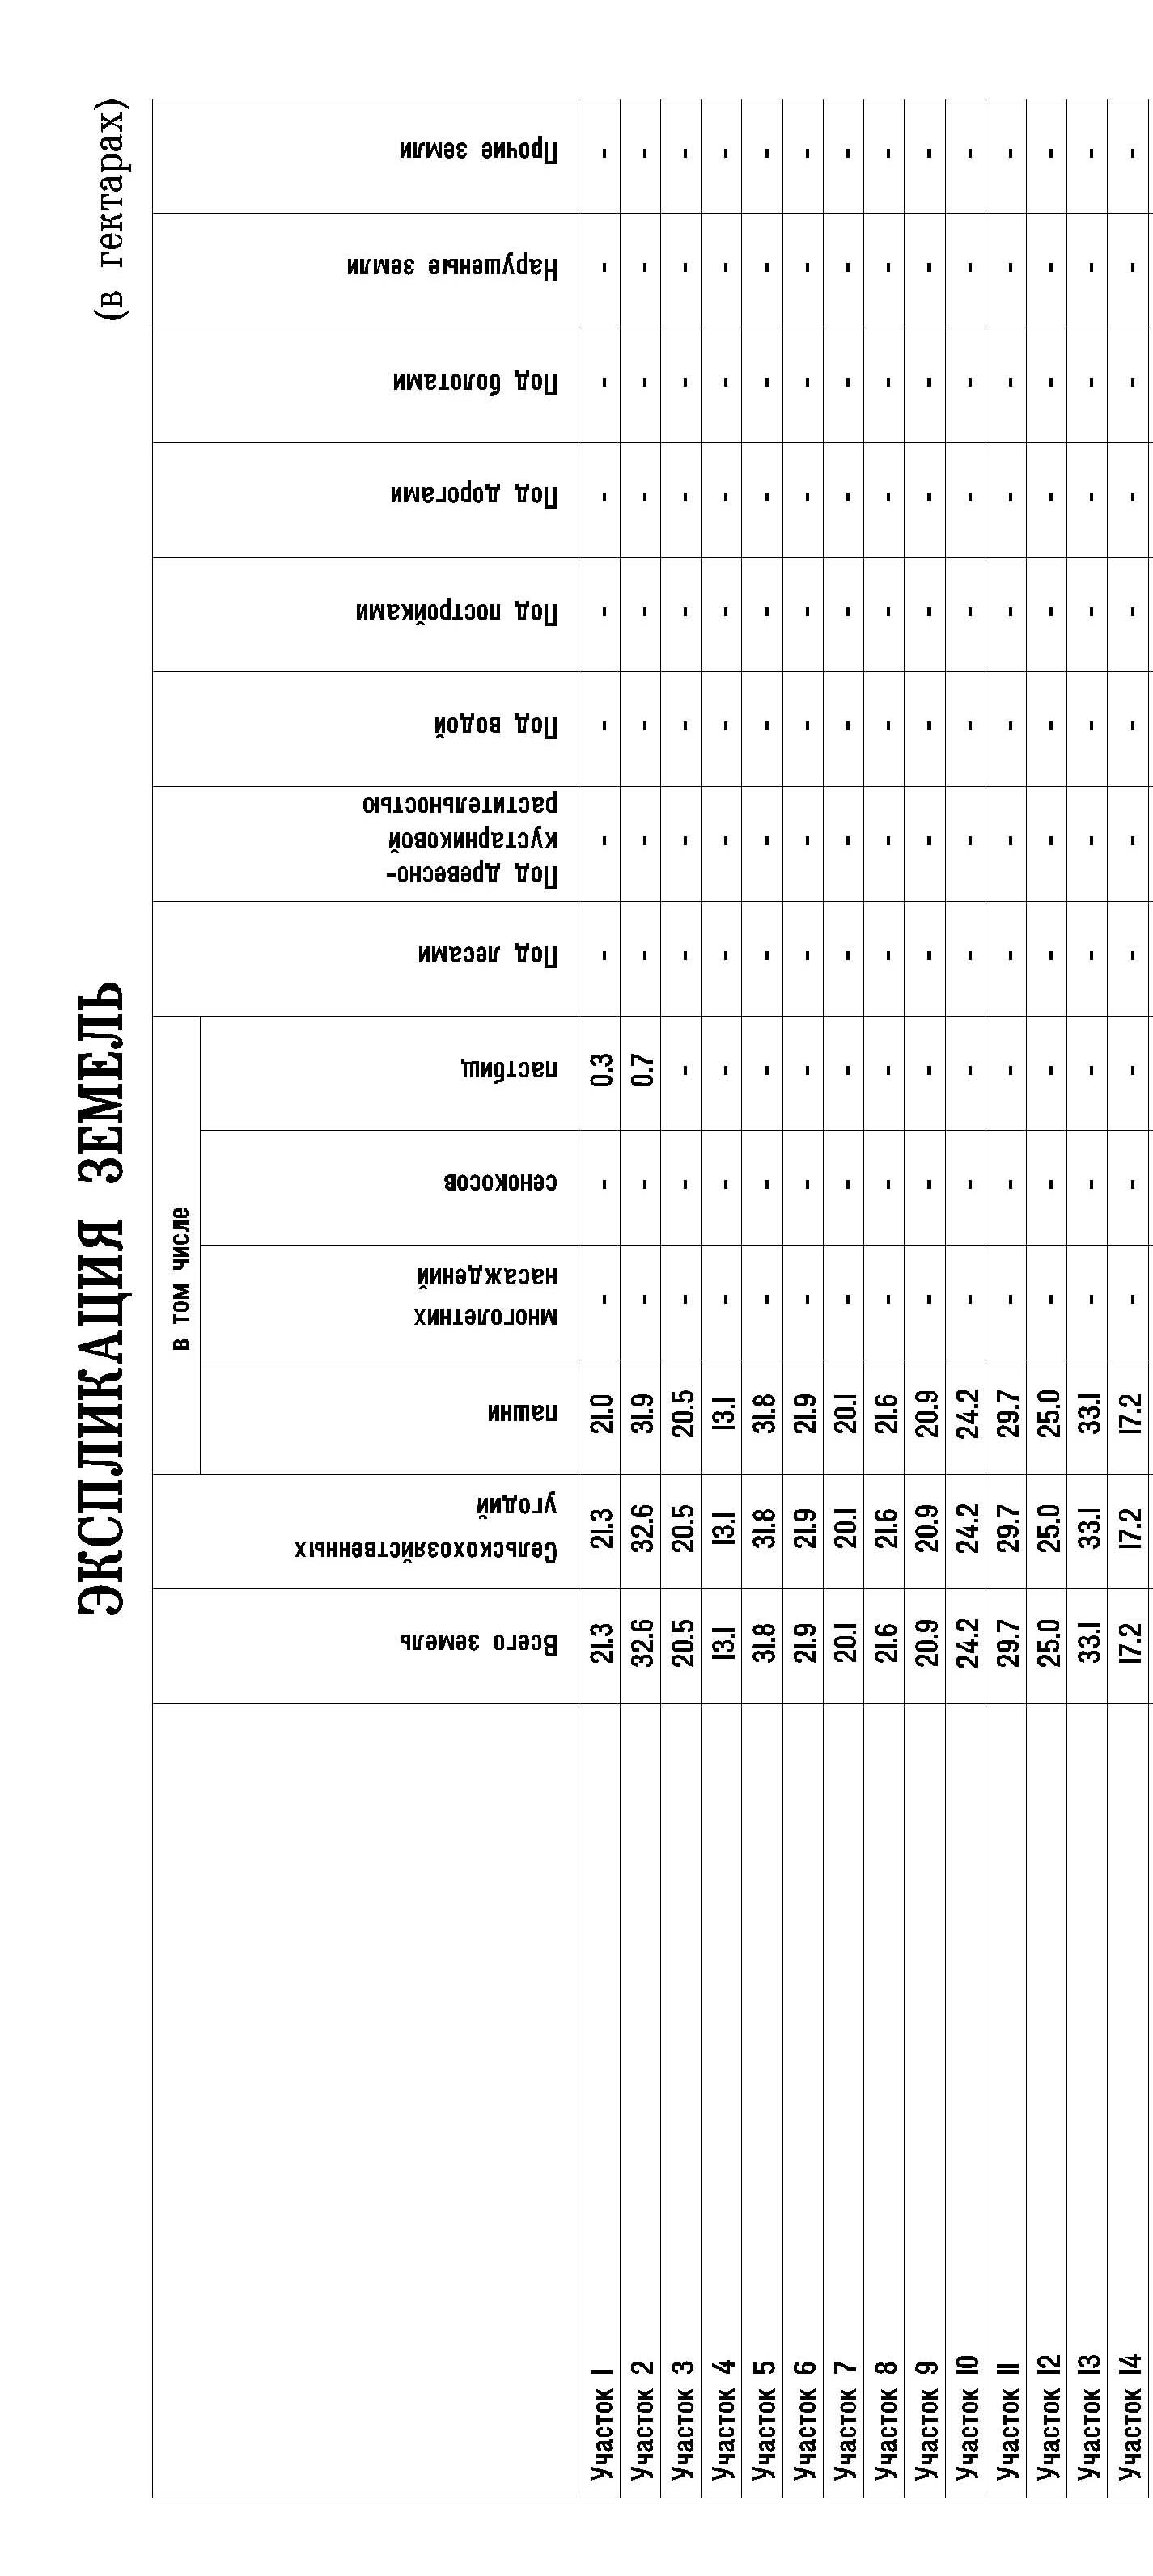 ЭКСПЛИКАЦИЯ ЗЕМЕЛЬ
(в гектарах)
Всего земель
Сельскохозяйственных
угодий
в том числе
пашни
многолетних
насаждений
сенокосов
пастбищ
Под лесами
Под древесно-
кустарниковой
растительностью
Под водой
Под постройками
Под дорогами
Под болотами
Нарушеные земли
Прочие земли
Участок 1 21.3 21.3 21.0 - - 0.3 - - - - - - - -
Участок 2 32.6 32.6 31.9 - - 0.7 - - - - - - - -
Участок 3 20.5 20.5 20.5 - - - - - - - - - - -
Участок 4 13.1 13.1 13.1 - - - - - - - - - - -
Участок 5 31.8 31.8 31.8 - - - - - - - - - - -
Участок 6 21.9 21.9 21.9 - - - - - - - - - - -
Участок 7 20.1 20.1 20.1 - - - - - - - - - - -
Участок 8 21.6 21.6 21.6 - - - - - - - - - - -
Участок 9 20.9 20.9 20.9 - - - - - - - - - - -
Участок 10 24.2 24.2 24.2 - - - - - - - - - - -
Участок 11 29.7 29.7 29.7 - - - - - - - - - - -
Участок 12 25.0 25.0 25.0 - - - - - - - - - - -
Участок 13 33.1 33.1 33.1 - - - - - - - - - - -
Участок 14 17.2 17.2 17.2 - - - - - - - - - - -